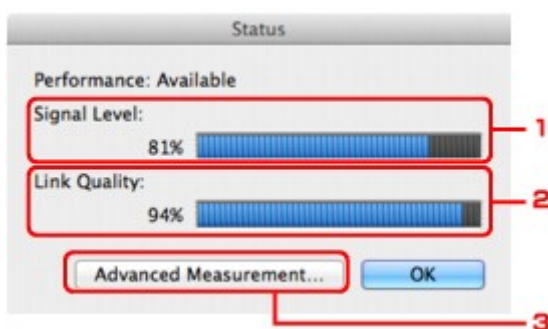 Status
Performance: Available
Signal Level:
81%
1
Link Quality:
94%
2
Advanced Measurement... OK
3